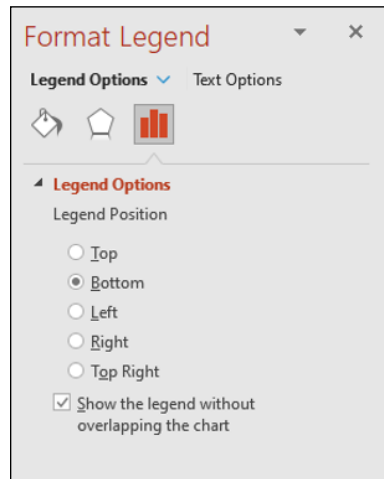 Format Legend
Legend Options Text Options
Legend Options
Legend Position
Top
Bottom
Left
Right
Top Right
Show the legend without
overlapping the chart